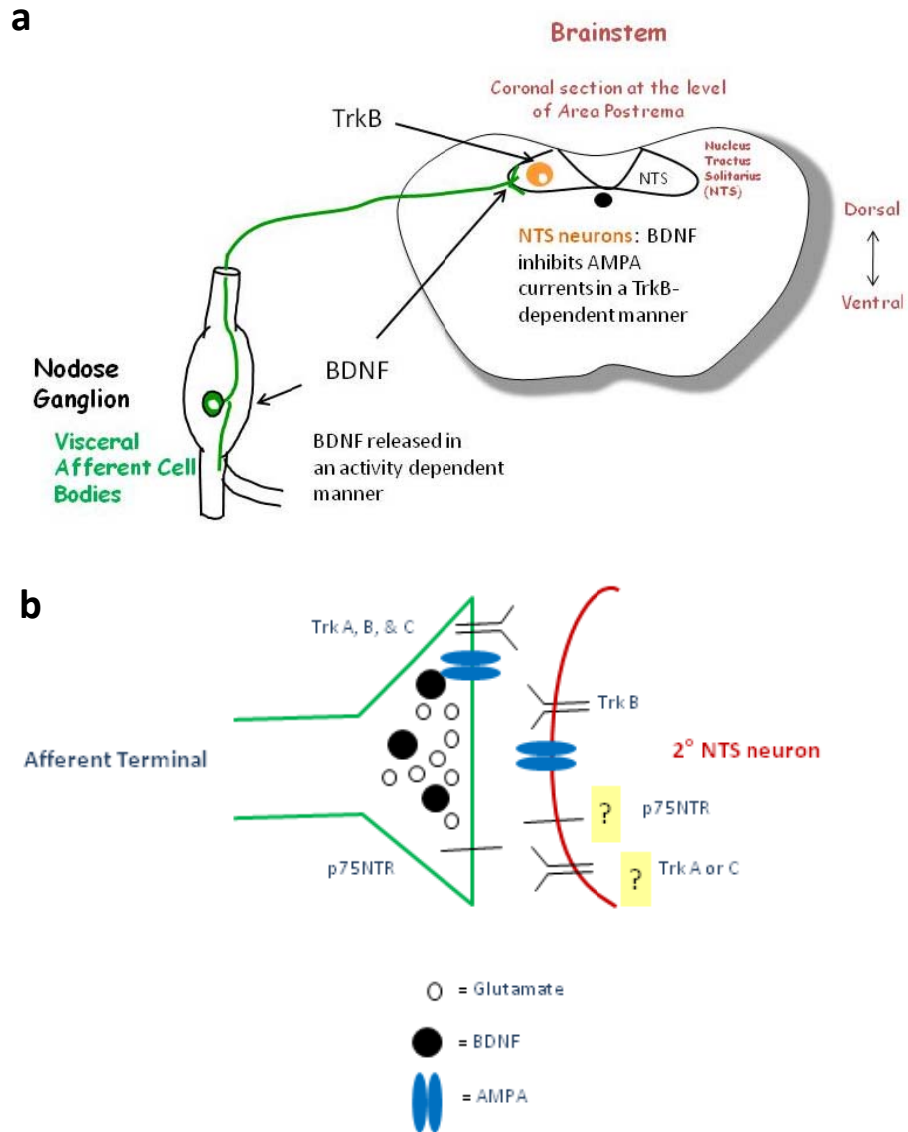 a
Brainstem
Coronal section at the level
of Area Postrema
TrkB
Nucleus
Tractus
Solitarius
(NTS)
NTS
Dorsal
NTS neurons: BDNF
inhibits AMPA
currents in a TrkB-
dependent manner
Ventral
Nodose
Ganglion
BDNF
Visceral
Afferent Cell
Bodies
BDNF released in
an activity dependent
manner
b
Trk A, B, & C
Trk B
Afferent Terminal
2° NTS neuron
? p75NTR
p75NTR
? Trk A or C
= Glutamate
= BDNF
= AMPA